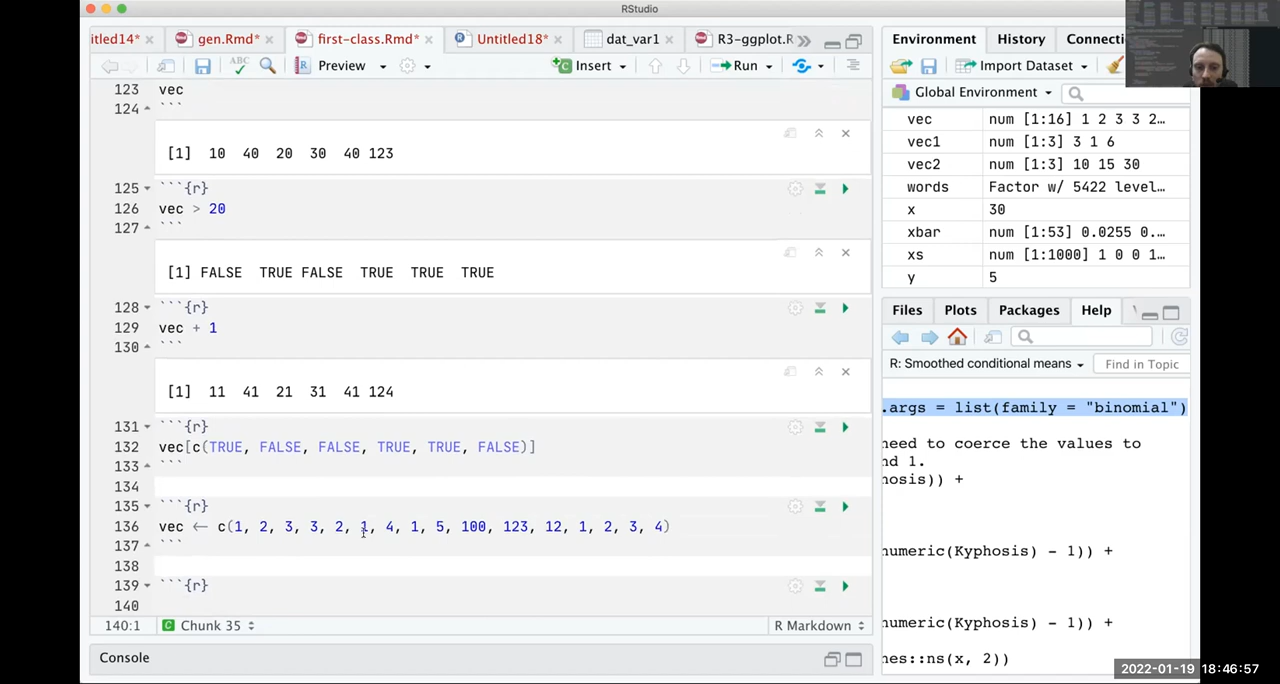 RStudio
itled14* gen.Rmd* first-class.Rmd* Untitled18* dat_var1 R3-ggplot.R
Preview Insert Run
123 vec
124 ```
[1] 10 40 20 30 40 123
125 ```{r}
126 vec > 20
127 ```
[1] FALSE TRUE FALSE TRUE TRUE TRUE
128 ```{r}
129 vec + 1
130 ```
[1] 11 41 21 31 41 124
131 ```{r}
132 vec[c(TRUE, FALSE, FALSE, TRUE, TRUE, FALSE)]
133 ```
134
135 ```{r}
136 vec <- c(1, 2, 3, 3, 2, 1, 4, 1, 5, 100, 123, 12, 1, 2, 3, 4)
137 ```
138
139 ```{r}
140
140:1 Chunk 35 R Markdown
Console
Environment History Connecti
Import Dataset
Global Environment
vec num [1:16] 1 2 3 3 2…
vec1 num [1:3] 3 1 6
vec2 num [1:3] 10 15 30
words Factor w/ 5422 level…
x 30
xbar num [1:53] 0.0255 0.…
xs num [1:1000] 1 0 0 1…
y 5
Files Plots Packages Help
R: Smoothed conditional means Find in Topic
.args = list(family = "binomial")
need to coerce the values to
nd 1.
nosis)) +
numeric(Kyphosis) - 1)) +
numeric(Kyphosis) - 1)) +
nes::ns(x, 2))
2022-01-19 18:46:57